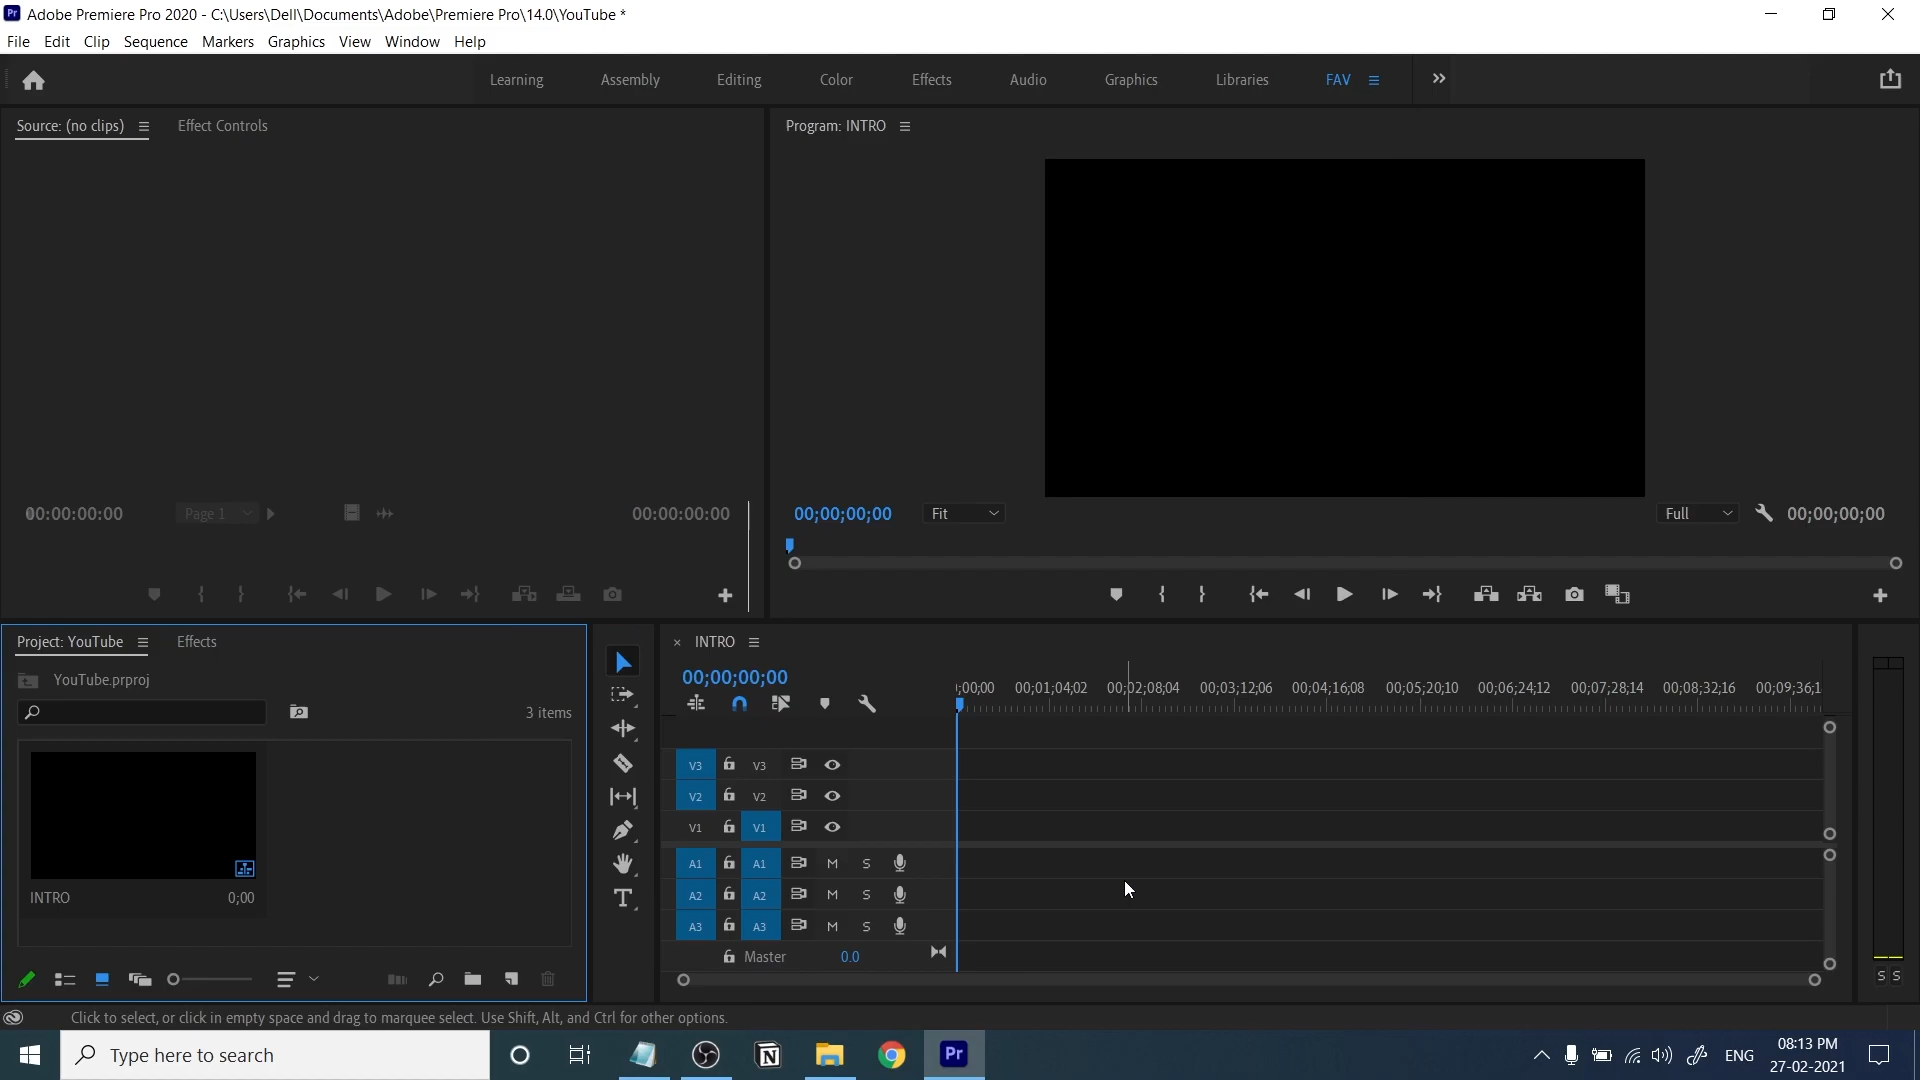 Pr Adobe Premiere Pro 2020 - C:\Users\Dell\Documents\Adobe\Premiere Pro\14.0\YouTube *
File Edit Clip Sequence Markers Graphics View Window Help
Learning Assembly Editing Color Effects Audio Graphics Libraries FAV
Source: (no clips) Effect Controls
Program: INTRO
00:00:00:00 Page 1 00:00:00:00
00;00;00;00 Fit Full 00;00;00;00
Project: YouTube Effects
YouTube.prproj
3 items
INTRO 0;00
INTRO
00;00;00;00
;00;00 00;01;04;02 00;02;08;04 00;03;12;06 00;04;16;08 00;05;20;10 00;06;24;12 00;07;28;14 00;08;32;16 00;09;36;1
V3 V3
V2 V2
V1 V1
A1 A1 M S
A2 A2 M S
A3 A3 M S
Master 0.0
S S
Click to select, or click in empty space and drag to marquee select. Use Shift, Alt, and Ctrl for other options.
Type here to search
Pr
ENG
08:13 PM
27-02-2021